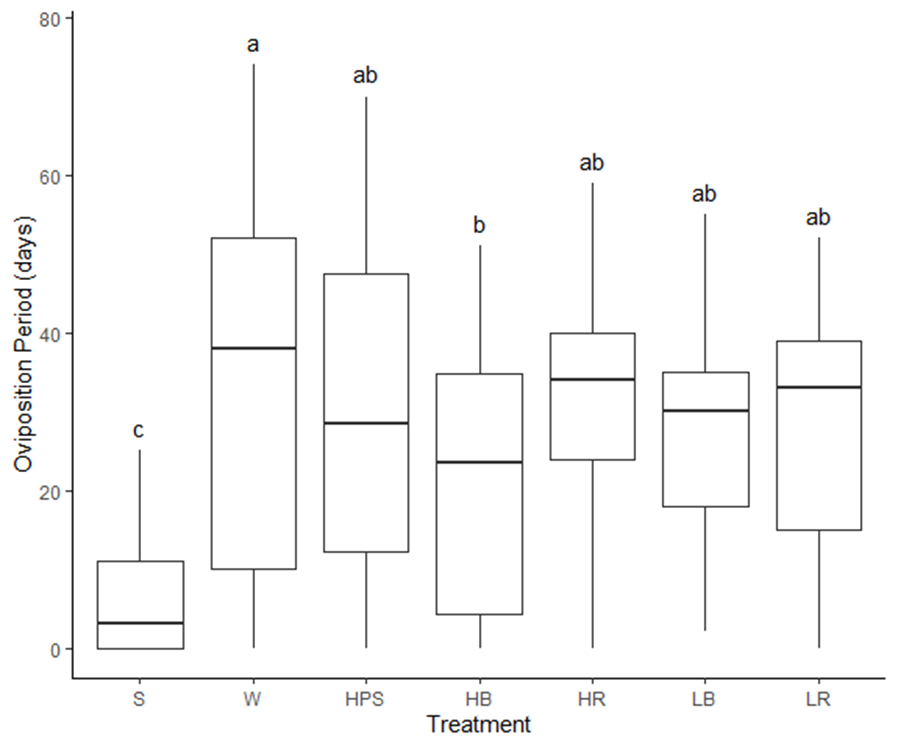 80
60
40
20
0
Oviposition Period (days)
c
a
ab
b
ab
ab
ab
S W HPS HB HR LB LR
Treatment